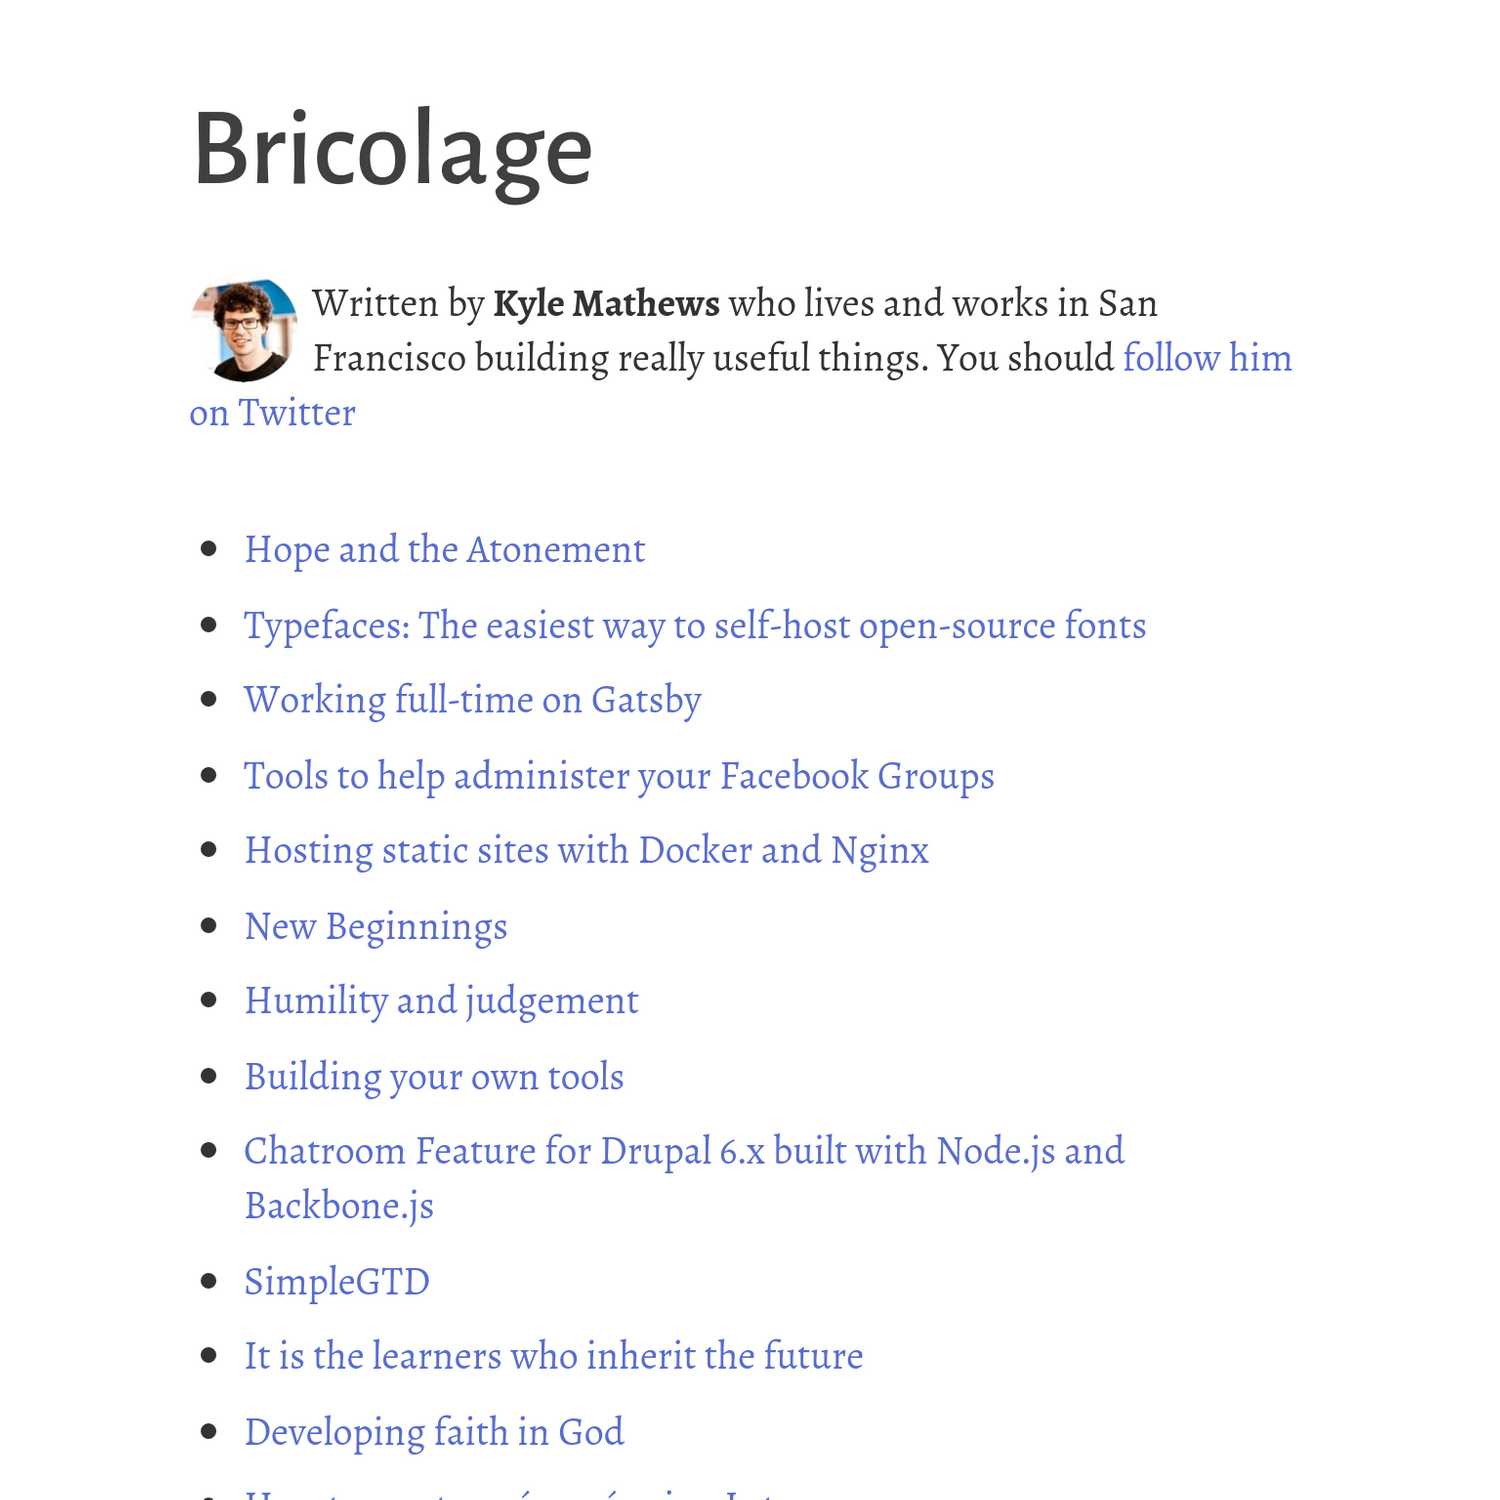 Bricolage
Written by Kyle Mathews who lives and works in San
Francisco building really useful things. You should follow him
on Twitter
Hope and the Atonement
Typefaces: The easiest way to self-host open-source fonts
Working full-time on Gatsby
Tools to help administer your Facebook Groups
Hosting static sites with Docker and Nginx
New Beginnings
Humility and judgement
Building your own tools
Chatroom Feature for Drupal 6.x built with Node.js and
Backbone.js
SimpleGTD
It is the learners who inherit the future
Developing faith in God